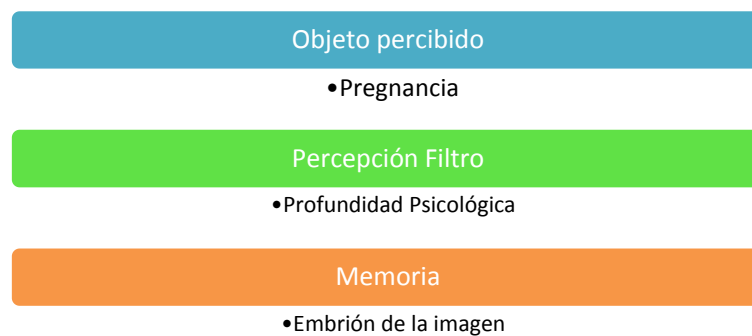 Objeto percibido
•Pregnancia
Percepción Filtro
•Profundidad Psicológica
Memoria
•Embrión de la imagen